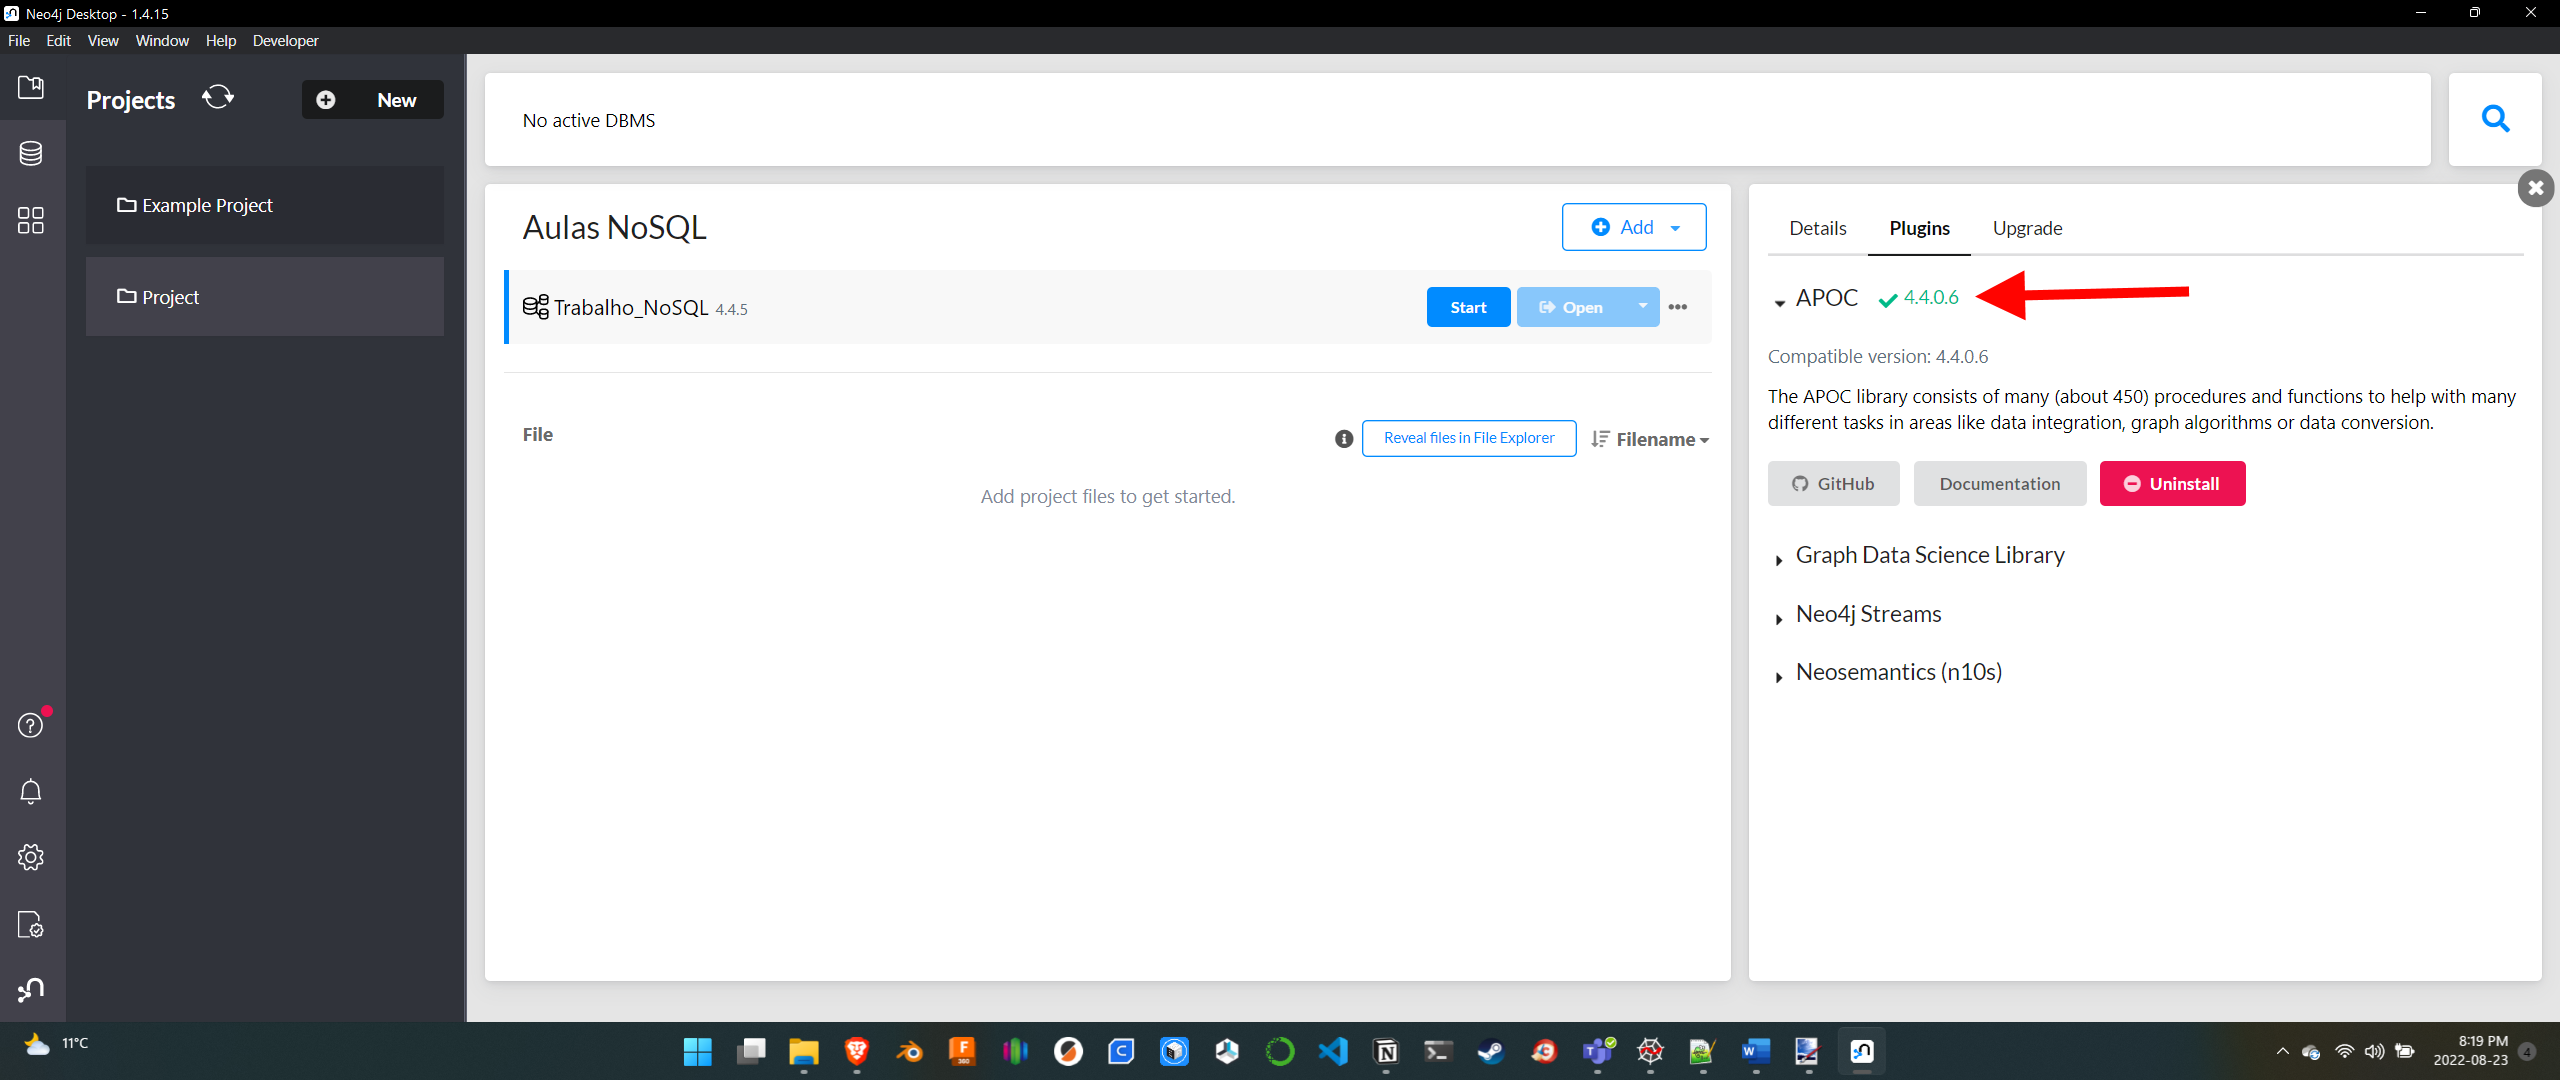 Neo4j Desktop - 1.4.15
File Edit View Window Help Developer
Projects
New
Example Project
Project
No active DBMS
Aulas NoSQL
Add
Trabalho_NoSQL 4.4.5
Start
Open
File
Reveal files in File Explorer
Filename
Add project files to get started.
Details Plugins Upgrade
APOC 4.4.0.6
Compatible version: 4.4.0.6
The APOC library consists of many (about 450) procedures and functions to help with many
different tasks in areas like data integration, graph algorithms or data conversion.
GitHub Documentation Uninstall
Graph Data Science Library
Neo4j Streams
Neosemantics (n10s)
11°C
8:19 PM
2022-08-23
4